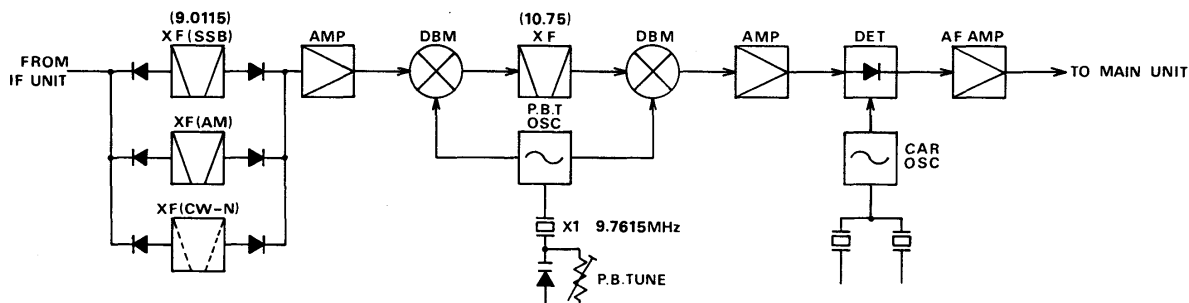 (9.0115)
XF(SSB)
AMP
DBM
(10.75)
XF
DBM
AMP
DET
AF AMP
FROM
IF UNIT
TO MAIN UNIT
XF(AM)
P.B.T
OSC
CAR
OSC
XF(CW-N)
X1 9.7615MHz
P.B.TUNE